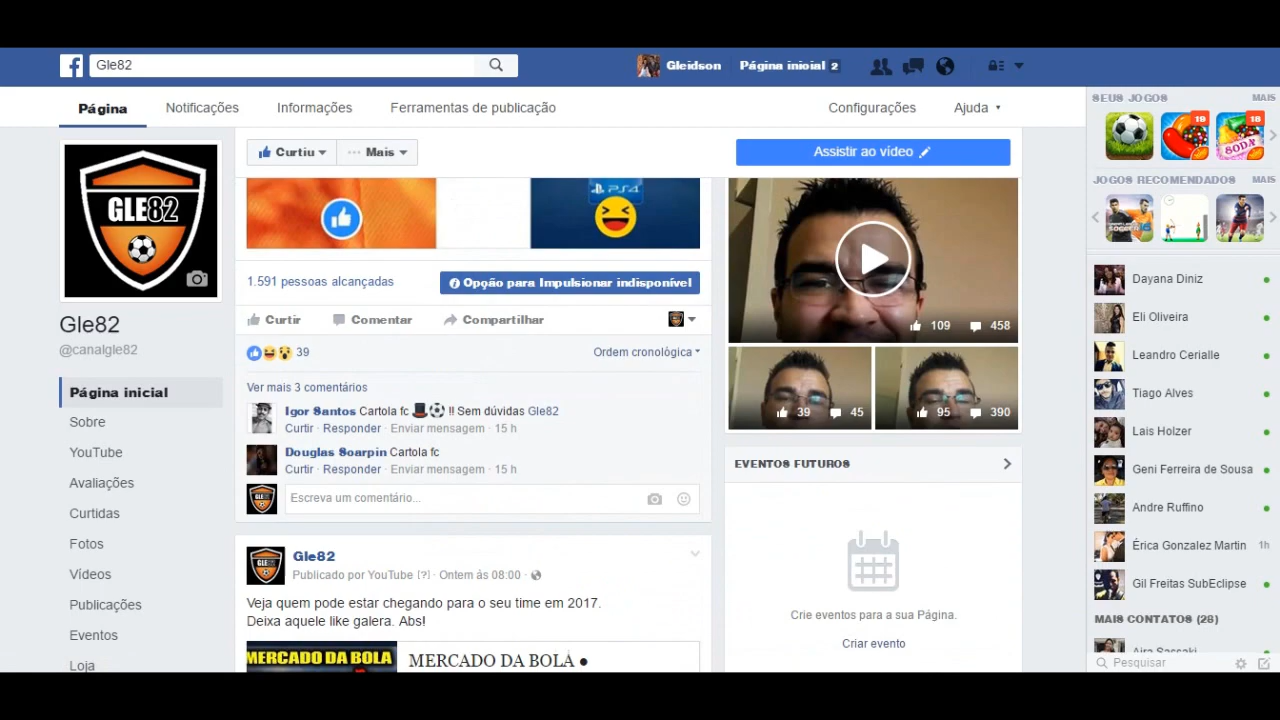 Gle82
Gleidson
Página inicial 2
Página
Notificações
Informações
Ferramentas de publicação
Configurações
Ajuda
GLE82
Gle82
@canalgle82
Página inicial
Sobre
YouTube
Avaliações
Curtidas
Fotos
Vídeos
Publicações
Eventos
Loja
Curtiu
Mais
Assistir ao vídeo
PS4
1.591 pessoas alcançadas
Opção para Impulsionar indisponível
Curtir
Comentar
Compartilhar
39
Ordem cronológica
Ver mais 3 comentários
Igor Santos Cartola fc !! Sem dúvidas Gle82
Curtir · Responder · Enviar mensagem · 15 h
Douglas Scarpin Cartola fc
Curtir · Responder · Enviar mensagem · 15 h
Escreva um comentário...
Gle82
Publicado por YouTube [?] · Ontem às 08:00 ·
Veja quem pode estar chegando para o seu time em 2017.
Deixa aquele like galera. Abs!
MERCADO DA BOLA
MERCADO DA BOLA ●
109 458
39 45
95 390
EVENTOS FUTUROS
Crie eventos para a sua Página.
Criar evento
SEUS JOGOS MAIS
19
18
SODA
JOGOS RECOMENDADOS MAIS
Dayana Diniz
Eli Oliveira
Leandro Cerialle
Tiago Alves
Lais Holzer
Geni Ferreira de Sousa
Andre Ruffino
Érica Gonzalez Martin 1h
Gil Freitas SubEclipse
MAIS CONTATOS (28)
Aira Sassaki
Pesquisar